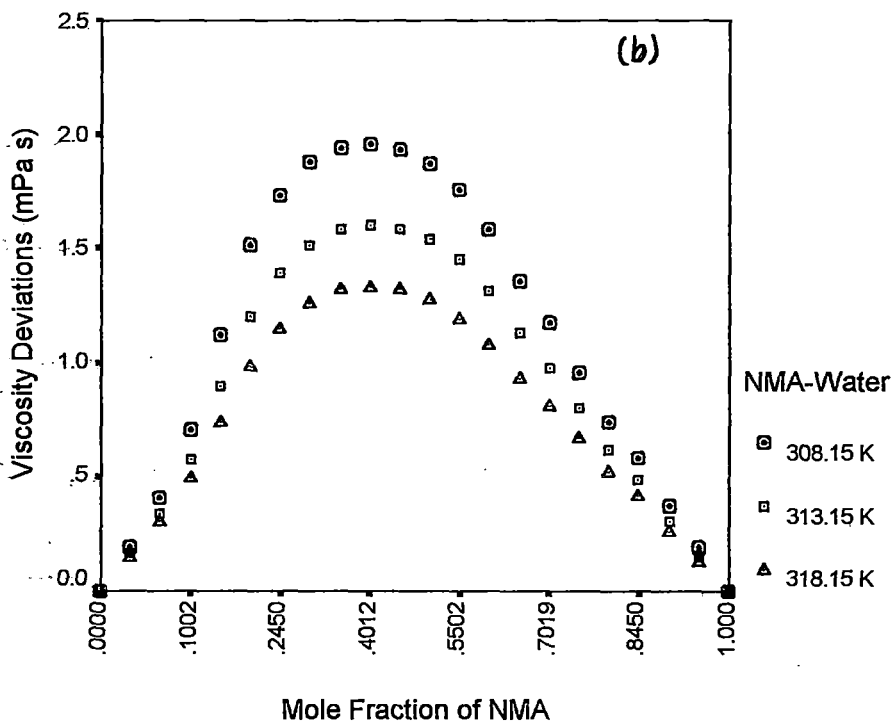 (b)
Viscosity Deviations (mPa s)
2.5
2.0
1.5
1.0
.5
0.0
.0000
.1002
.2450
.4012
.5502
.7019
.8450
1.000
Mole Fraction of NMA
NMA-Water
308.15 K
313.15 K
318.15 K